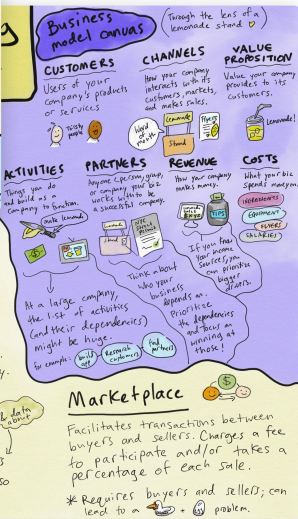 Business
model canvas
(Through the lens of a
lemonade stand)
CUSTOMERS
Users of your
company's products
or services
thirsty
people
CHANNELS
How your company
interacts with its
customers, markets,
and makes sales.
Word
of
mouth
Lemonade
Stand
Flyers
VALUE
PROPOSITION
Value your company
provides to its
customers.
Lemonade!
ACTIVITIES
Things you do
and build as a
company to function.
make lemonade
At a large company,
the list of activities
(and their dependencies)
might be huge.
for example:
build
app
Research
customers
find
partners
PARTNERS
Anyone (person, group,
or company your biz
works with to be
a successful company.
Lemonade
Stand
Think about
who your
business
depends on.
Prioritize
the dependencies
and focus on
winning at
those!
REVENUE
How your company
makes money.
TIPS
If you have
few income
sources, you
can prioritize
bigger
drivers.
COSTS
What your biz
spends money on.
INGREDIENTS
EQUIPMENT
FLYERS
SALARIES
& data
about
Marketplace
$
Facilitates transactions between
buyers and sellers. Charges a fee
to participate and/or takes a
percentage of each sale.
* Requires buyers and sellers; can
lead to a + problem.